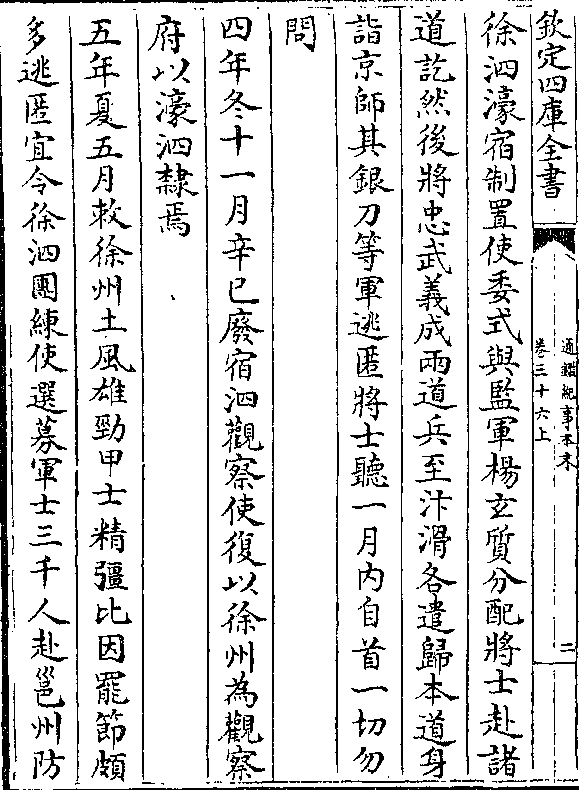 欽定四庫全書
通鑑紀事本末
卷三十六上
二
徐泗濠宿制置使委式與監軍楊玄質分配將士赴諸
道訖然後將忠武義成兩道兵至汴滑各遣歸本道身
詣京師其銀刀等軍逃匿將士聽一月内自首一切勿
問
四年冬十一月辛巳廢宿泗觀察使復以徐州為觀察
府以濠泗隸焉
五年夏五月敕徐州土風雄勁甲士精彊比因罷節頗
多逃匿宜令徐泗團練使選募軍士三千人赴邕州防